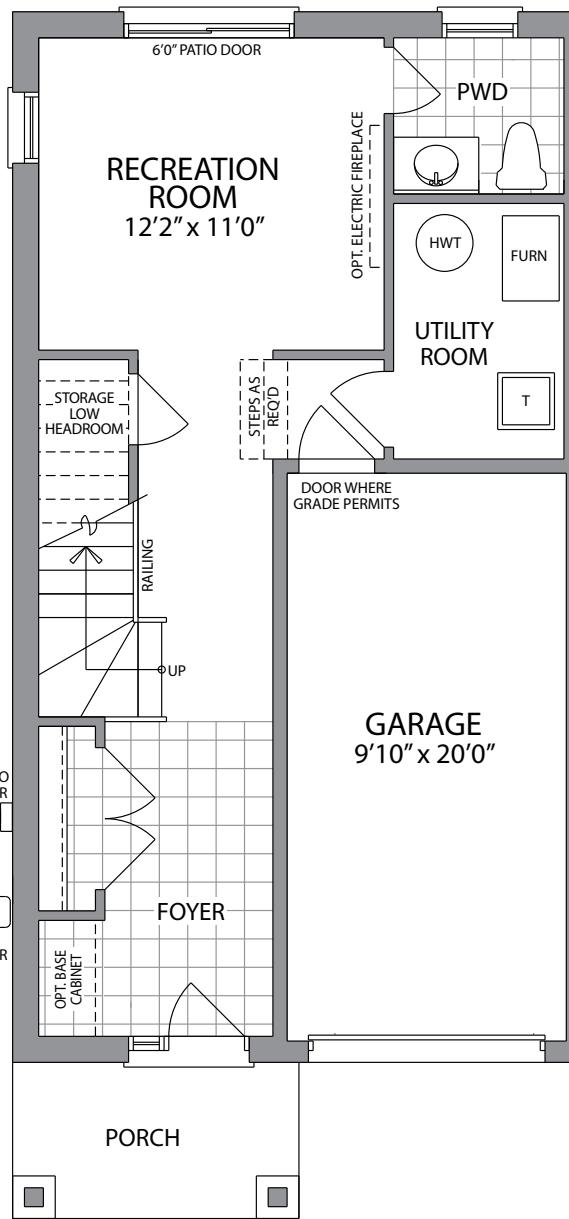 6'0" PATIO DOOR
PWD
RECREATION
ROOM
12'2" x 11'0"
OPT. ELECTRIC FIREPLACE
HWT
FURN
UTILITY
ROOM
T
STORAGE
LOW
HEADROOM
STEPS AS
REQ'D
DOOR WHERE
GRADE PERMITS
RAILING
UP
GARAGE
9'10" x 20'0"
O
R
FOYER
R
OPT. BASE
CABINET
PORCH